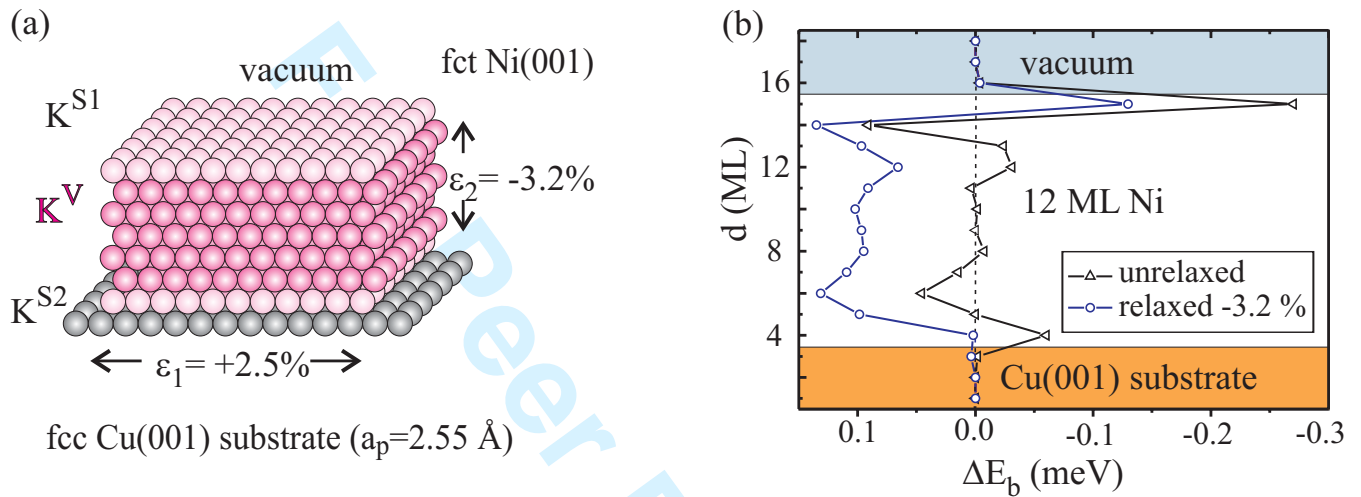 (a)
vacuum
fct Ni(001)
K^S1
K^V
K^S2
ε₂ = -3.2%
ε₁= +2.5%
fcc Cu(001) substrate (aₚ=2.55 Å)
F
Peer
(b)
d (ML)
16
12
8
4
vacuum
12 ML Ni
unrelaxed
relaxed -3.2 %
Cu(001) substrate
0.1 0.0 -0.1 -0.2 -0.3
ΔE_b (meV)